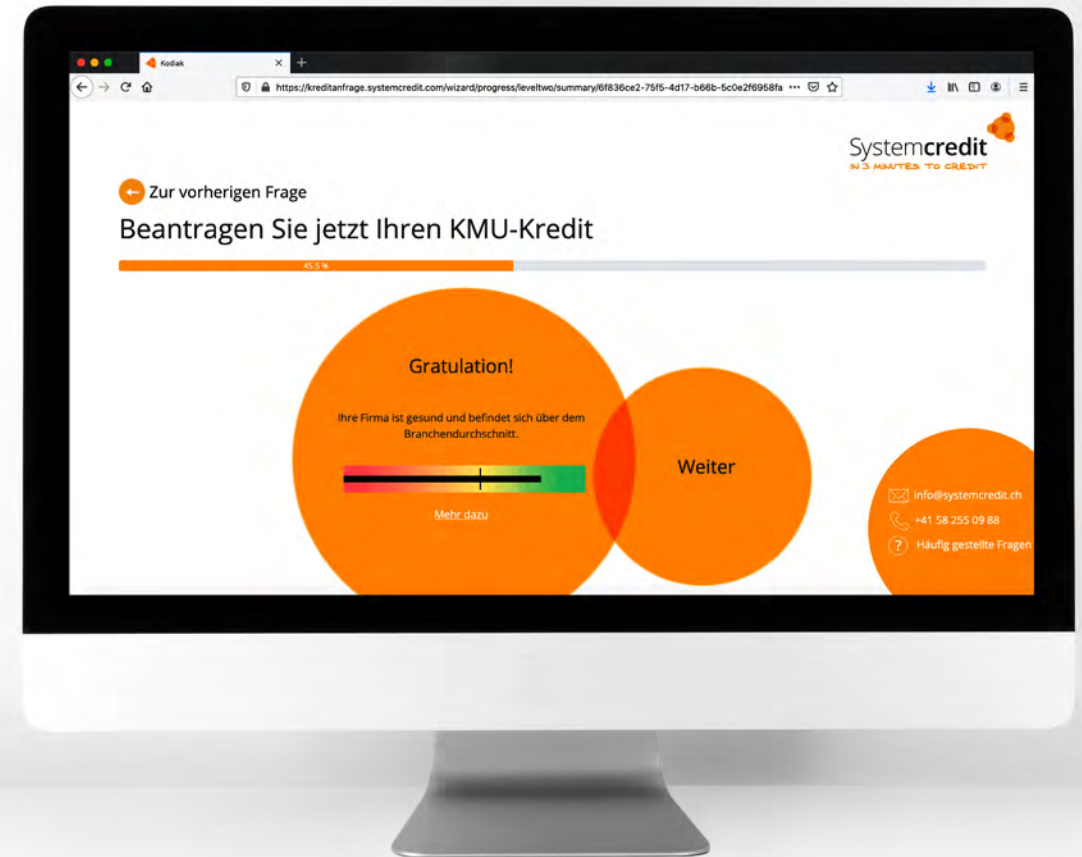 Kodiak
https://kreditanfrage.systemcredit.com/wizard/progress/leveltwo/summary/6f836ce2-75f5-4d17-b66b-5c0e2f6958fa
Systemcredit
IN 3 MINUTES TO CREDIT
Zur vorherigen Frage
Beantragen Sie jetzt Ihren KMU-Kredit
45.5 %
Gratulation!
Ihre Firma ist gesund und befindet sich über dem
Branchendurchschnitt.
Mehr dazu
Weiter
info@systemcredit.ch
+41 58 255 09 88
? Häufig gestellte Fragen